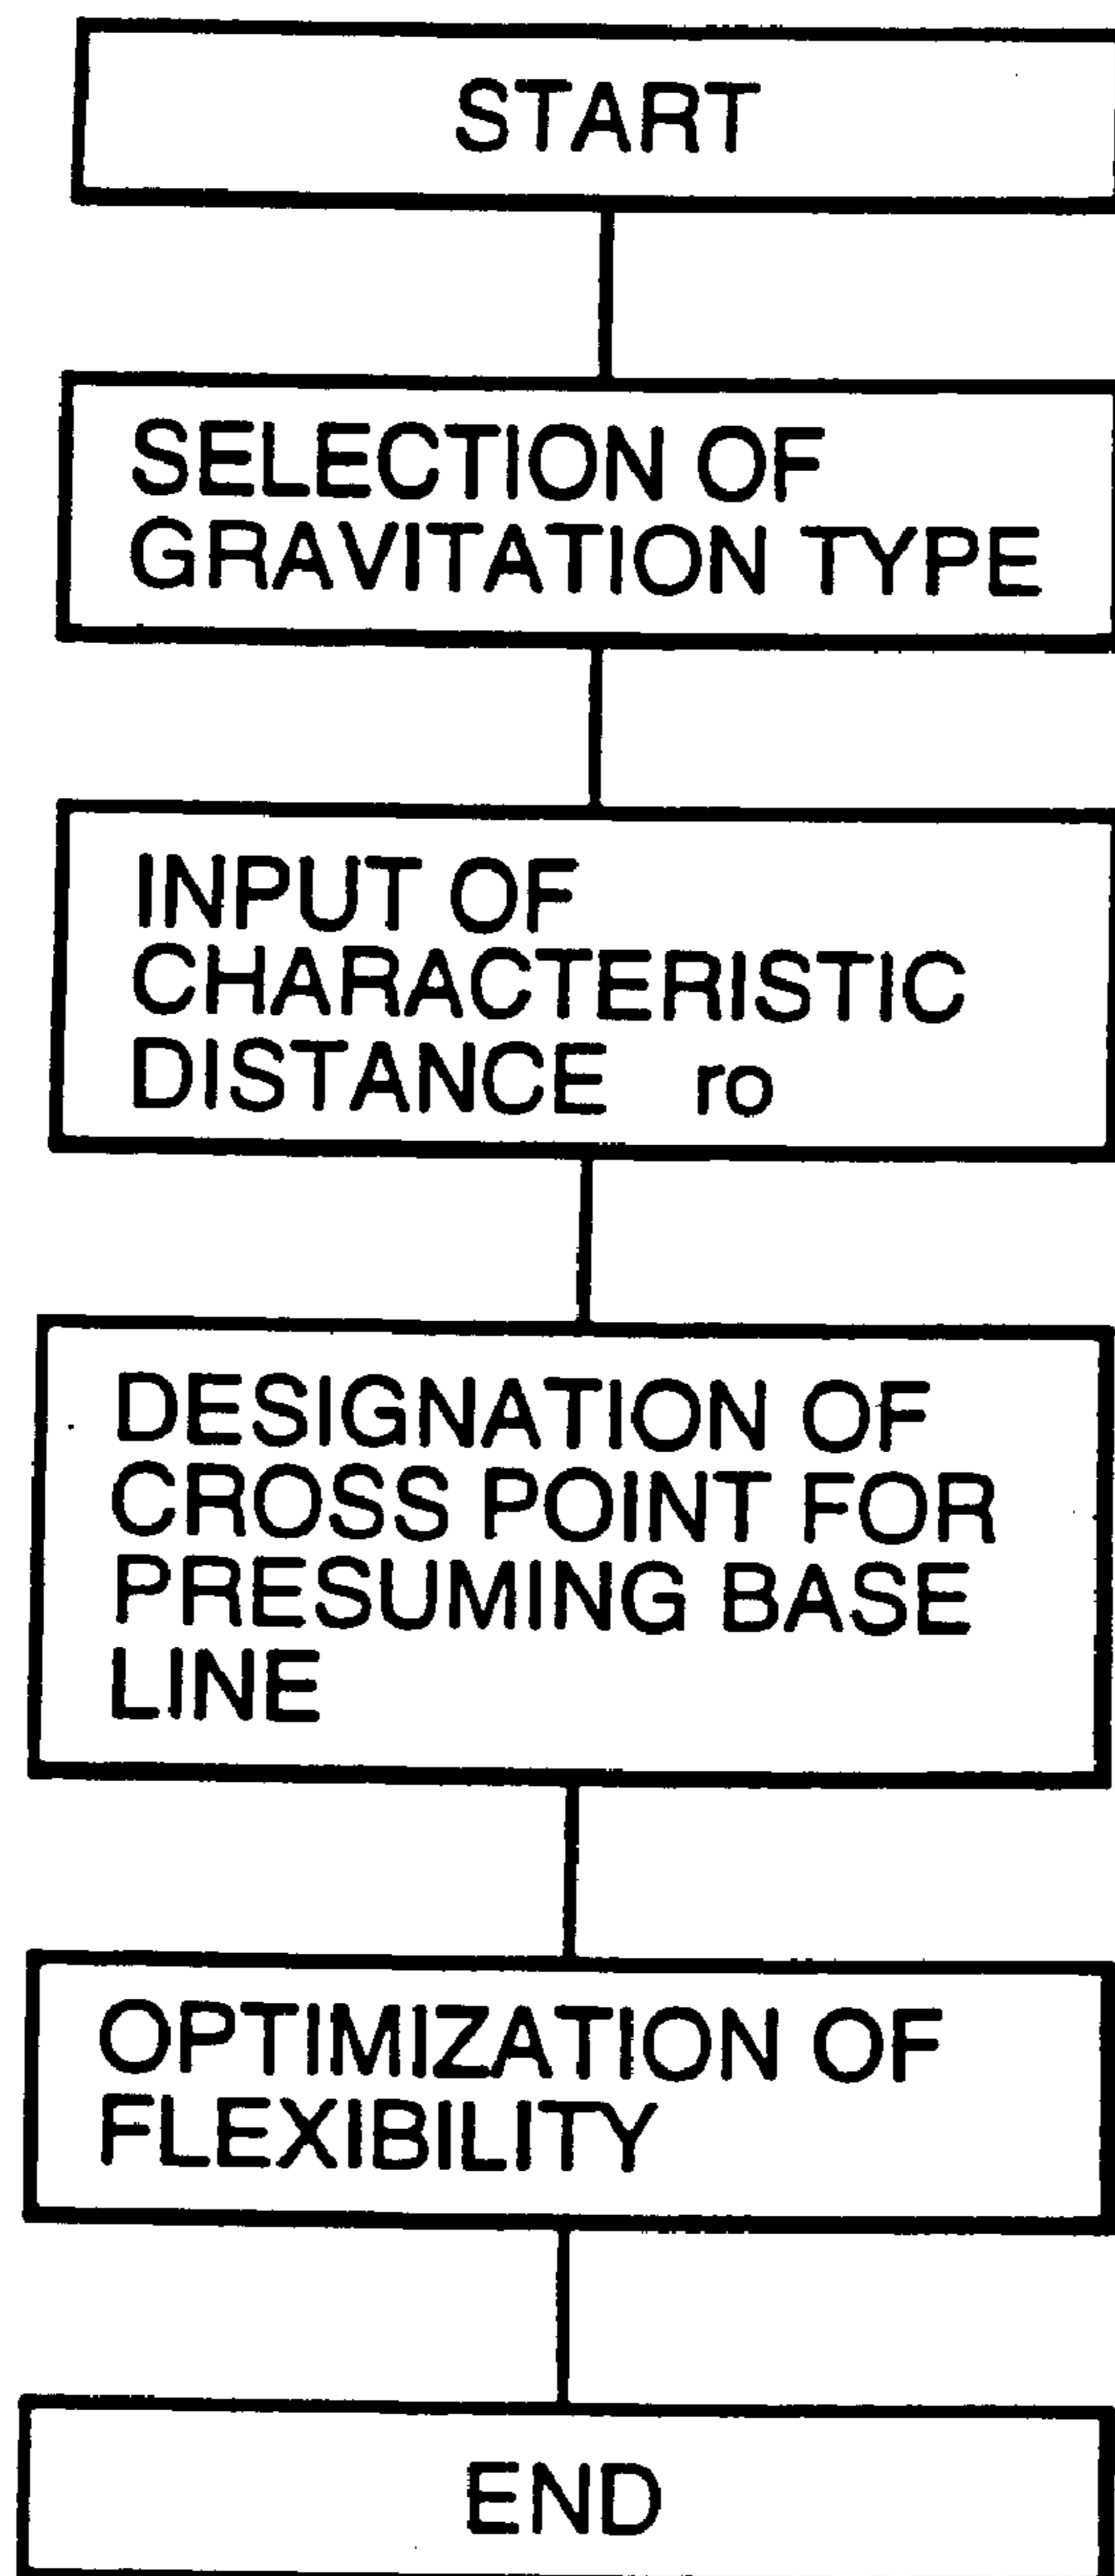 START
SELECTION OF
GRAVITATION TYPE
INPUT OF
CHARACTERISTIC
DISTANCE ro
DESIGNATION OF
CROSS POINT FOR
PRESUMING BASE
LINE
OPTIMIZATION OF
FLEXIBILITY
END